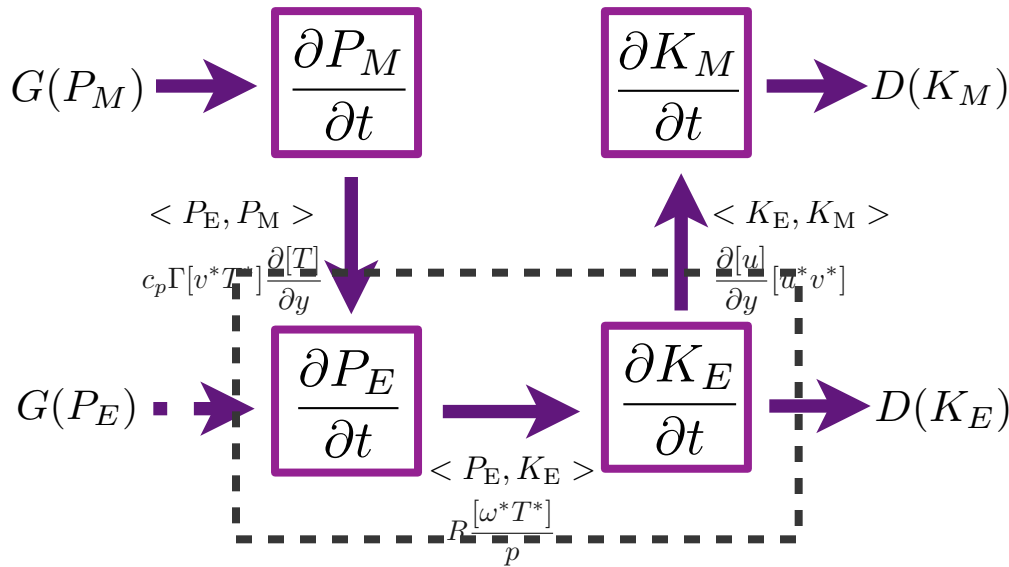 G(P_M) ∂P_M/∂t ∂K_M/∂t D(K_M)
< P_E, P_M > < K_E, K_M >
c_pΓ[v*T*] ∂[T]/∂y ∂[u]/∂y [u*v*]
G(P_E) ∂P_E/∂t ∂K_E/∂t D(K_E)
< P_E, K_E >
R [ω*T*]/p